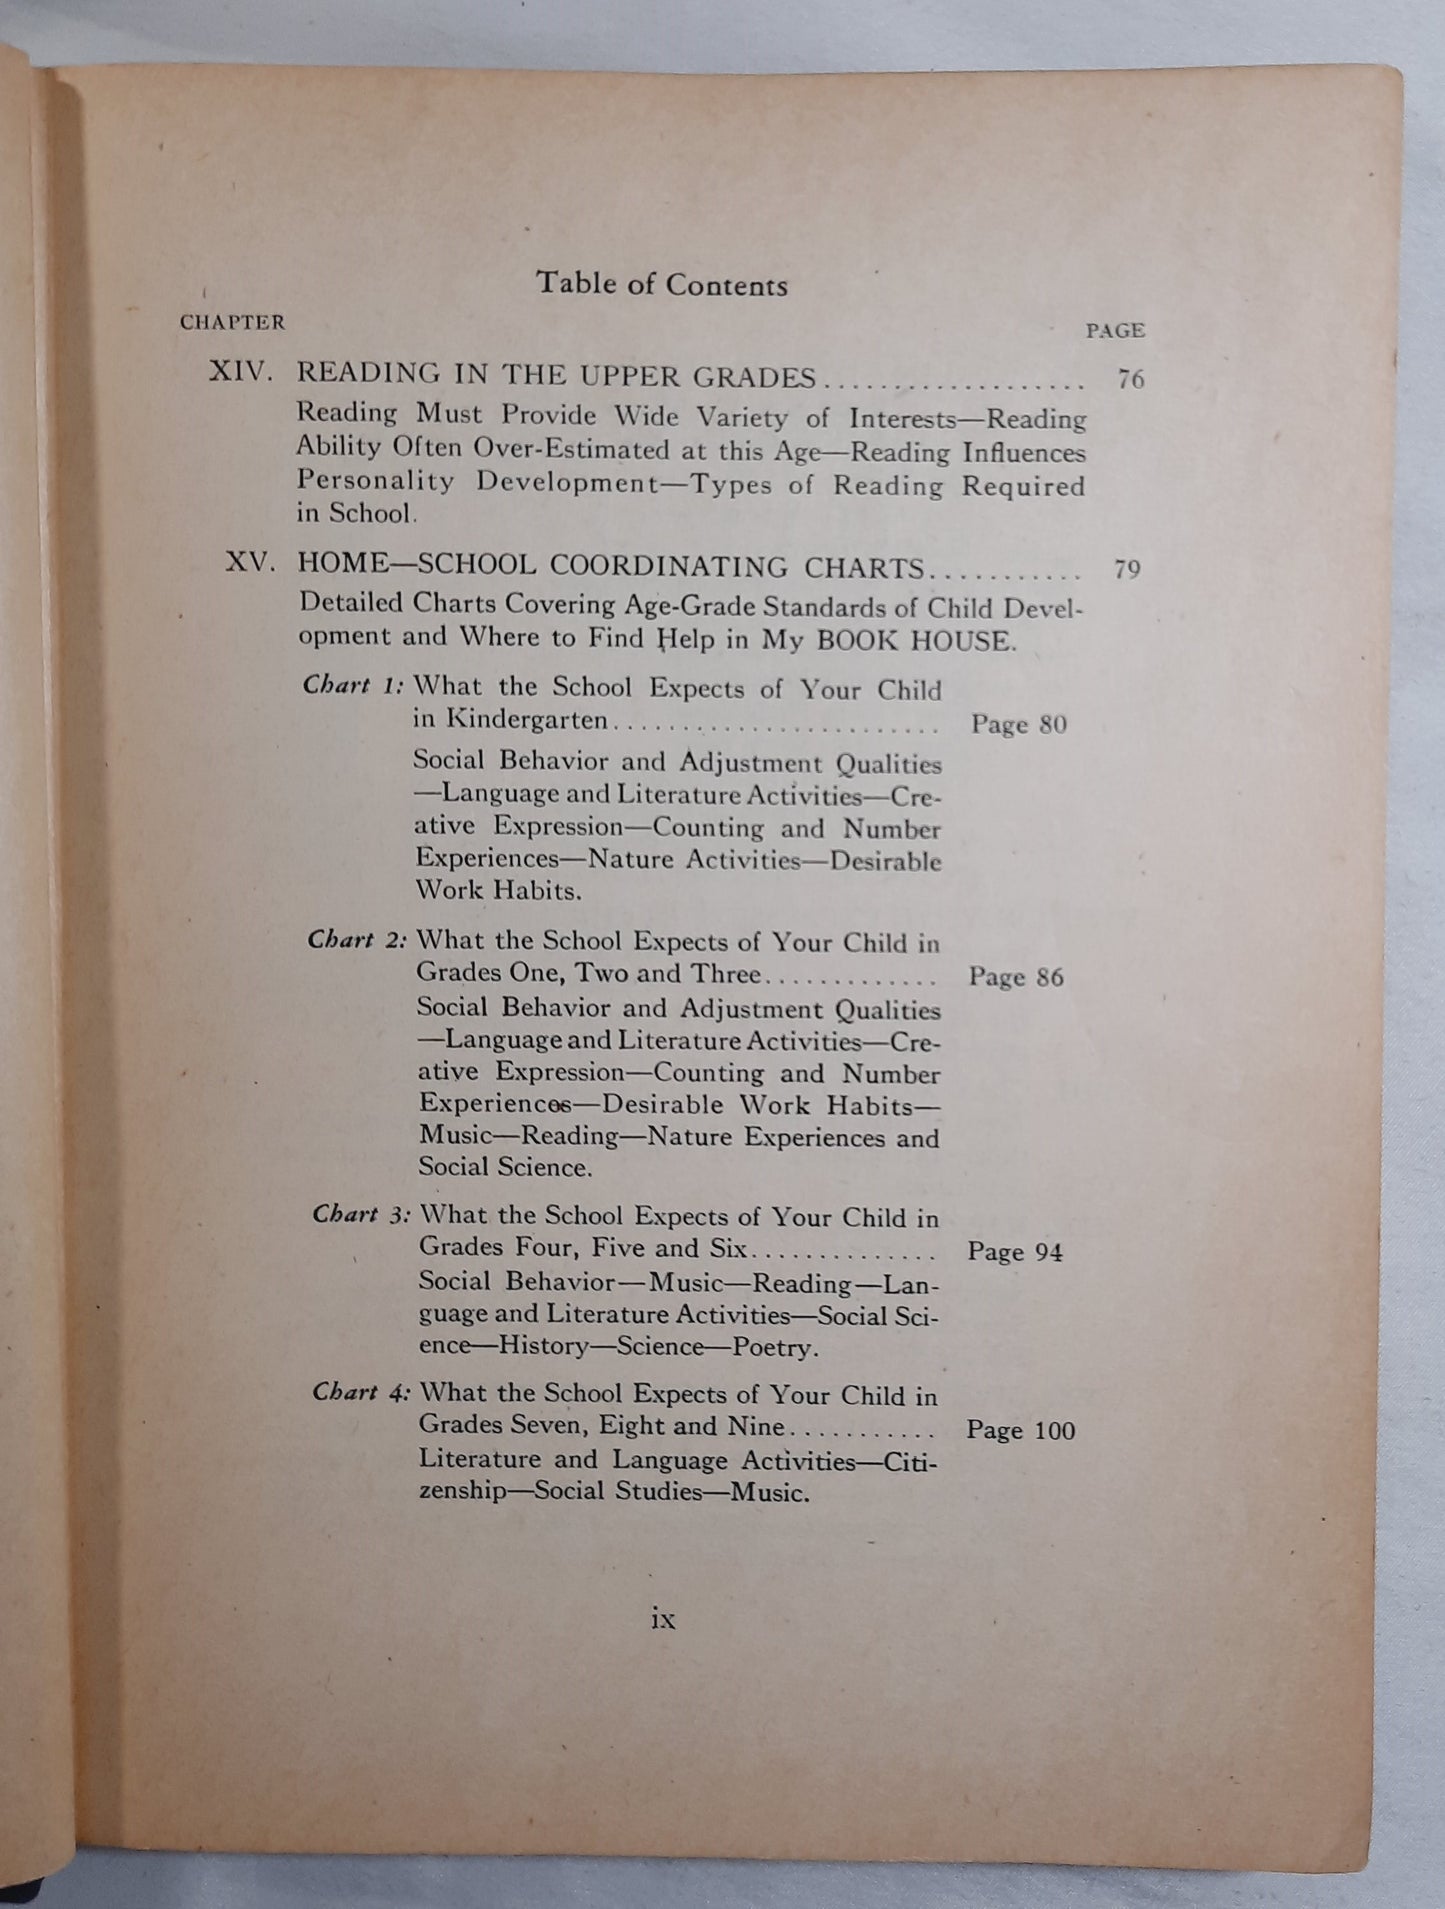 Table of Contents
CHAPTER PAGE
XIV. READING IN THE UPPER GRADES................... 76
Reading Must Provide Wide Variety of Interests—Reading
Ability Often Over-Estimated at this Age—Reading Influences
Personality Development—Types of Reading Required
in School.
XV. HOME—SCHOOL COORDINATING CHARTS........... 79
Detailed Charts Covering Age-Grade Standards of Child Devel-
opment and Where to Find Help in My BOOK HOUSE.
Chart 1: What the School Expects of Your Child
in Kindergarten........................ Page 80
Social Behavior and Adjustment Qualities
—Language and Literature Activities—Cre-
ative Expression—Counting and Number
Experiences—Nature Activities—Desirable
Work Habits.
Chart 2: What the School Expects of Your Child in
Grades One, Two and Three............. Page 86
Social Behavior and Adjustment Qualities
—Language and Literature Activities—Cre-
ative Expression—Counting and Number
Experiences—Desirable Work Habits—
Music—Reading—Nature Experiences and
Social Science.
Chart 3: What the School Expects of Your Child in
Grades Four, Five and Six.............. Page 94
Social Behavior—Music—Reading—Lan-
guage and Literature Activities—Social Sci-
ence—History—Science—Poetry.
Chart 4: What the School Expects of Your Child in
Grades Seven, Eight and Nine........... Page 100
Literature and Language Activities—Citi-
zenship—Social Studies—Music.
ix